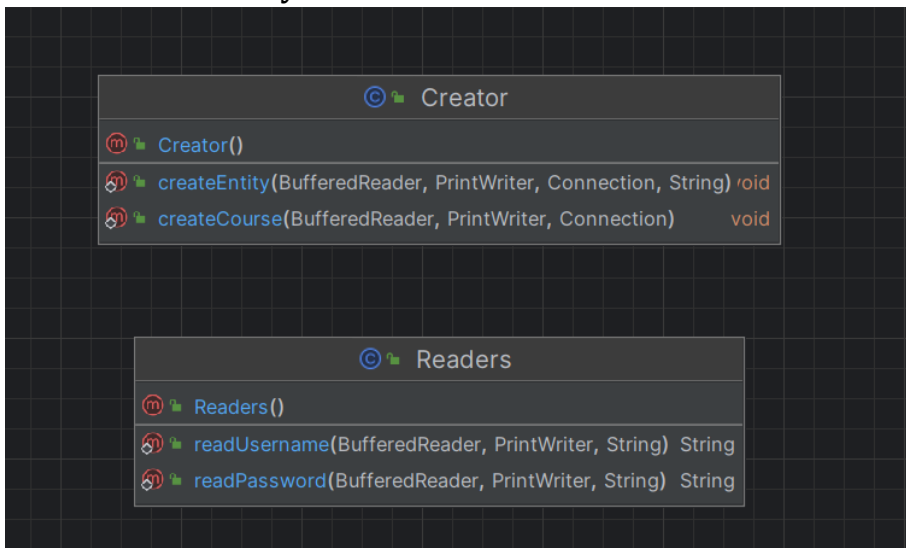 Creator
Creator()
createEntity(BufferedReader, PrintWriter, Connection, String) void
createCourse(BufferedReader, PrintWriter, Connection) void
Readers
Readers()
readUsername(BufferedReader, PrintWriter, String) String
readPassword(BufferedReader, PrintWriter, String) String